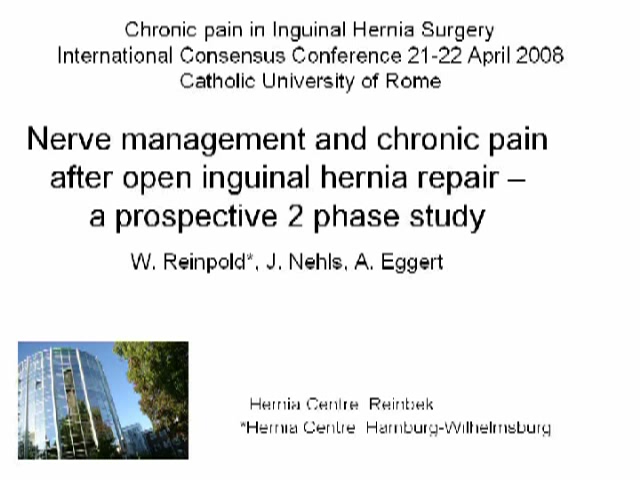 Chronic pain in Inguinal Hernia Surgery
International Consensus Conference 21-22 April 2008
Catholic University of Rome
Nerve management and chronic pain
after open inguinal hernia repair –
a prospective 2 phase study
W. Reinpold*, J. Nehls, A. Eggert
Hernia Centre Reinbek
*Hernia Centre Hamburg-Wilhelmsburg